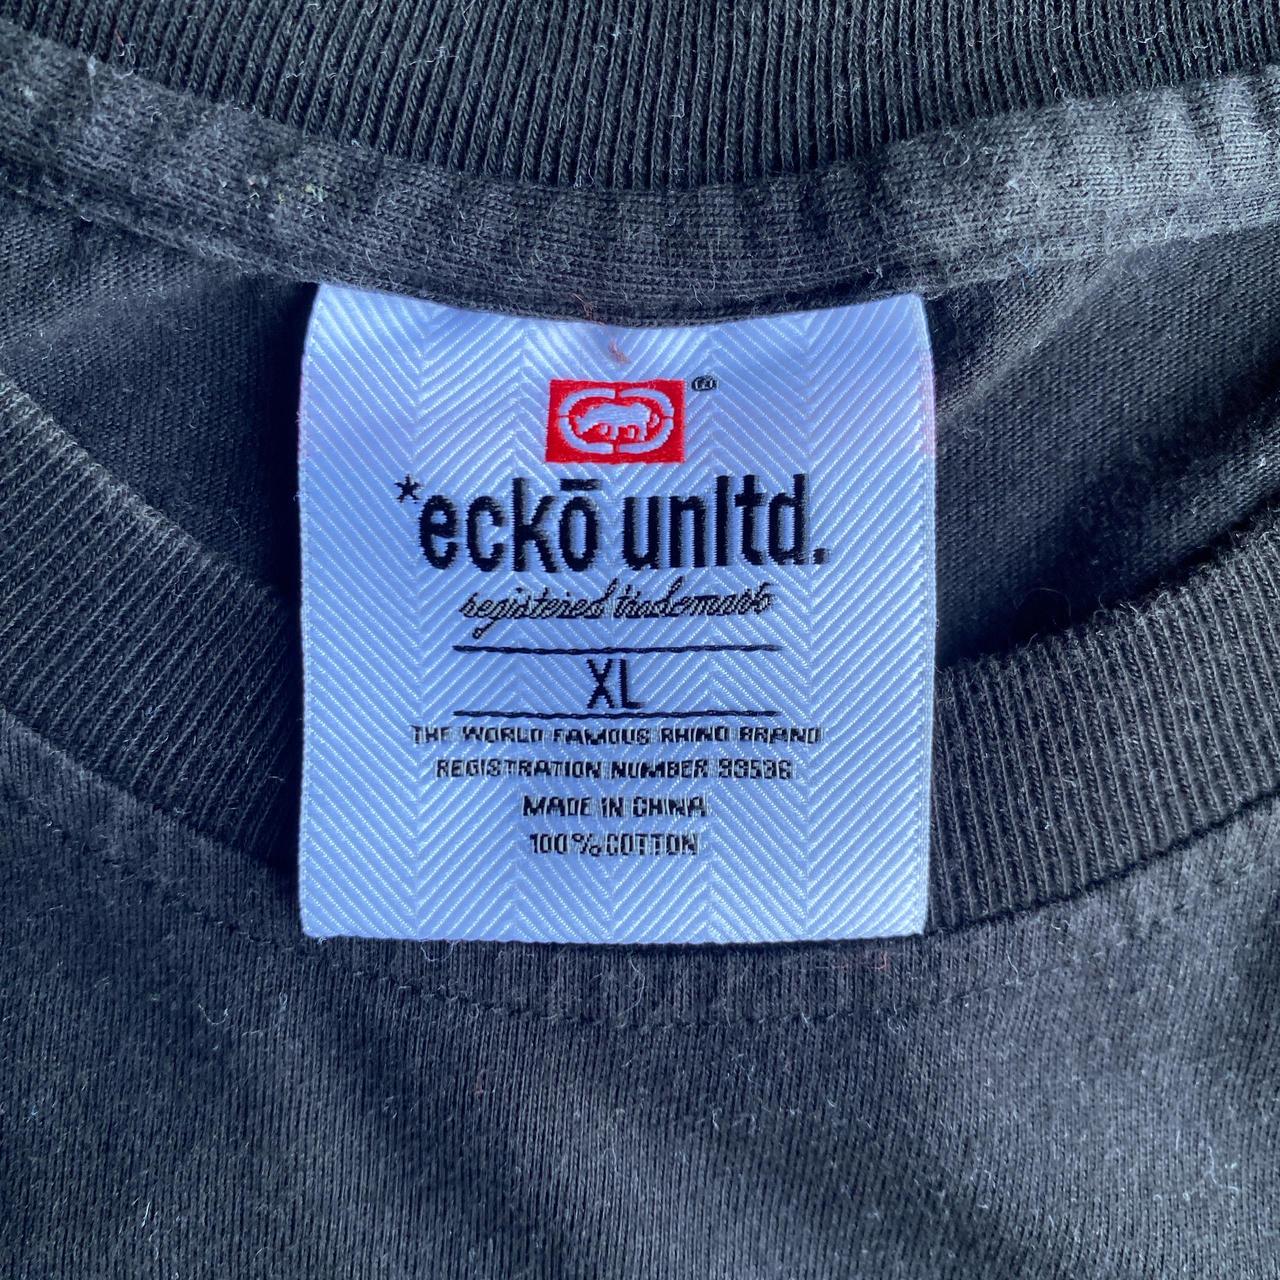 ®
*eckō unltd.
registered trademark
XL
THE WORLD FAMOUS RHINO BRAND
REGISTRATION NUMBER 93536
MADE IN CHINA
100% COTTON